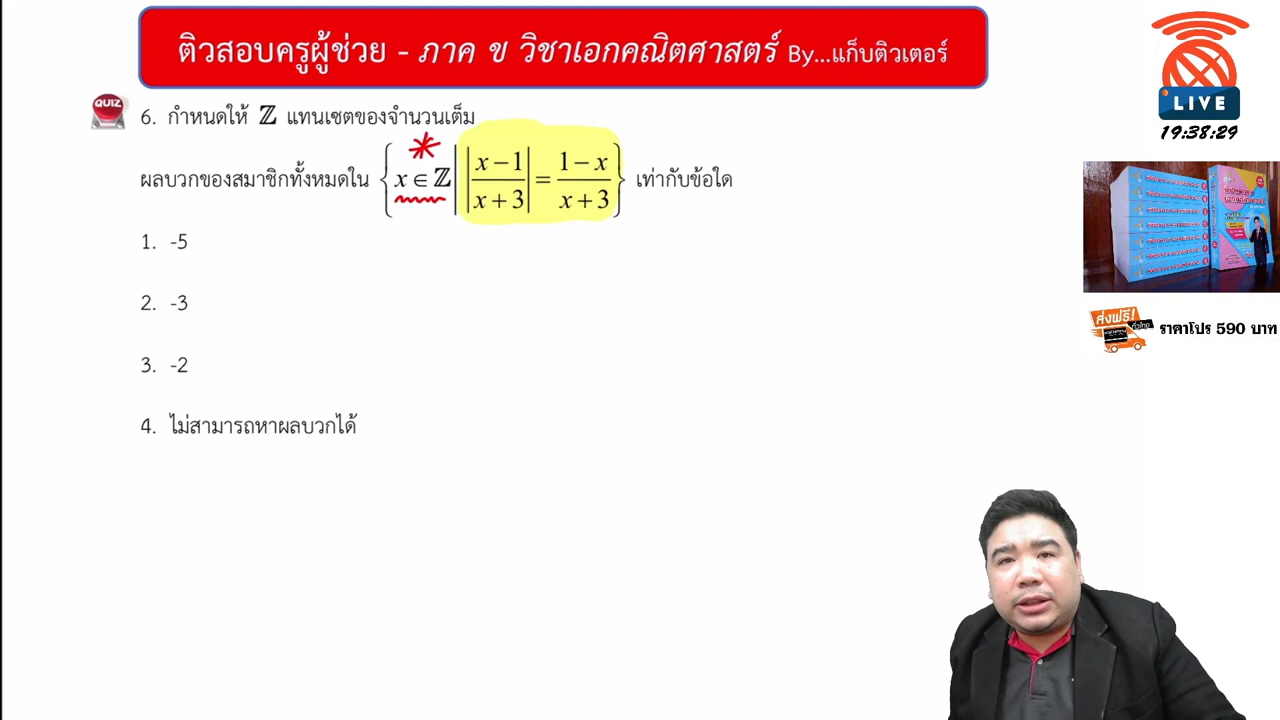 ติวสอบครูผู้ช่วย - ภาค ข วิชาเอกคณิตศาสตร์ By...แก็บติวเตอร์
LIVE
19:38:29
QUIZ
6. กำหนดให้ ℤ แทนเซตของจำนวนเต็ม
ผลบวกของสมาชิกทั้งหมดใน {x ∈ ℤ | |(x−1)/(x+3)| = (1−x)/(x+3)} เท่ากับข้อใด
1. -5
2. -3
3. -2
4. ไม่สามารถหาผลบวกได้
ส่งฟรี!
ทั่วไทย
ราคาโปร 590 บาท